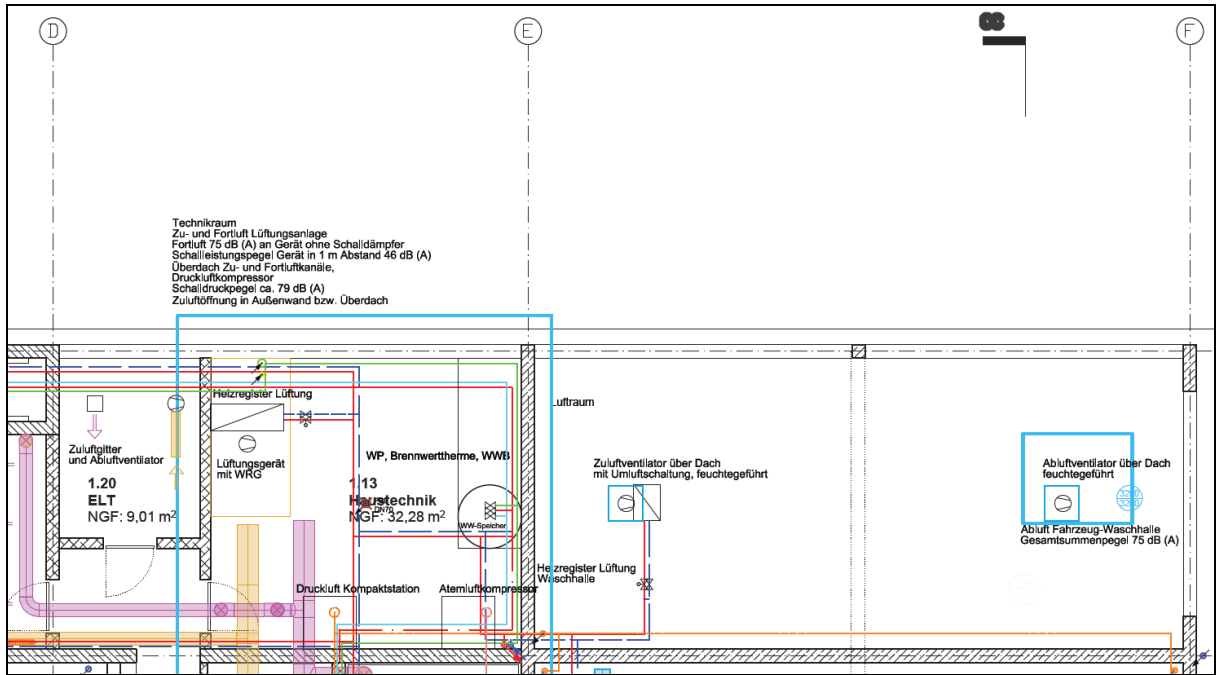 D
E
F
Technikraum
Zu- und Fortluft Lüftungsanlage
Fortluft 75 dB (A) an Gerät ohne Schalldämpfer
Schallleistungspegel Gerät in 1 m Abstand 46 dB (A)
Überdach Zu- und Fortluftkanäle,
Druckluftkompressor
Schalldruckpegel ca. 79 dB (A)
Zuluftöffnung in Außenwand bzw. Überdach
Heizregister Lüftung
Luftraum
Zuluftgitter
und Abluftventilator
1.20
ELT
NGF: 9,01 m²
Lüftungsgerät
mit WRG
WP, Brennwerttherme, WWB
1.13
Haustechnik
DN70
NGF: 32,28 m²
WW-Speicher
Zuluftventilator über Dach
mit Umluftschaltung, feuchtegeführt
Abluftventilator über Dach
feuchtegeführt
3200
3200
Abluft Fahrzeug-Waschhalle
Gesamtsummenpegel 75 dB (A)
Heizregister Lüftung
Waschhalle
Druckluft Kompaktstation
Atemluftkompressor